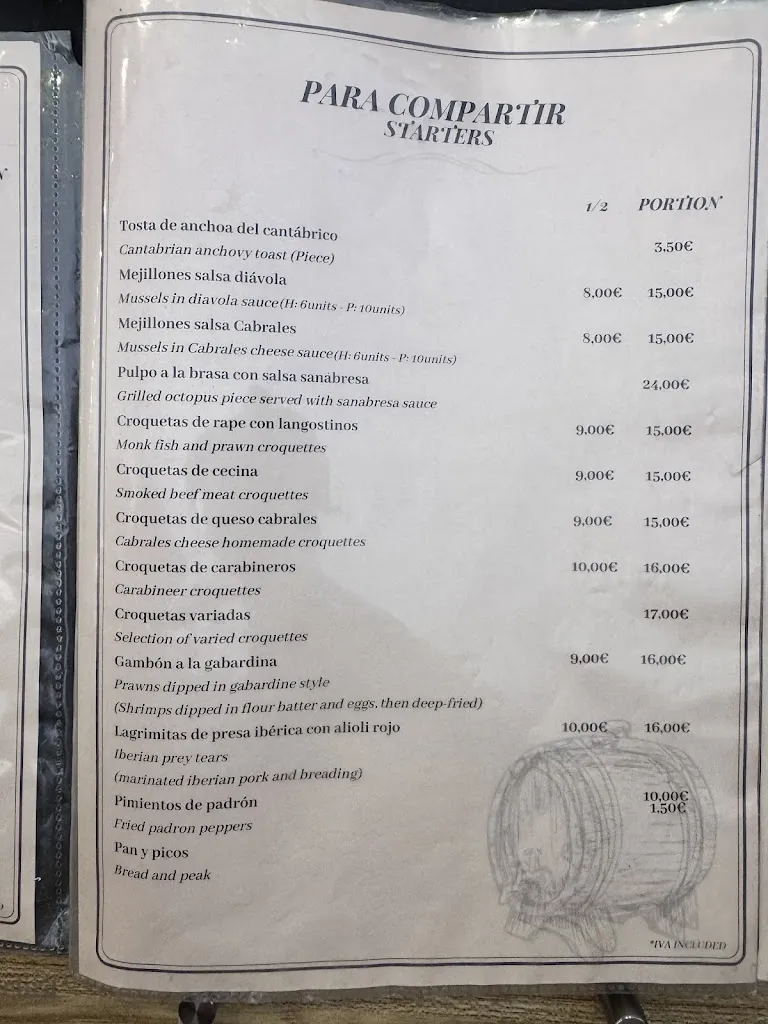 PARA COMPARTIR
STARTERS
1/2 PORTION
Tosta de anchoa del cantábrico
Cantabrian anchovy toast (Piece) 3,50€
Mejillones salsa diávola
Mussels in diavola sauce(H: 6units - P: 10units) 8,00€ 15,00€
Mejillones salsa Cabrales
Mussels in Cabrales cheese sauce(H: 6units - P: 10units) 8,00€ 15,00€
Pulpo a la brasa con salsa sanabresa 24,00€
Grilled octopus piece served with sanabresa sauce
Croquetas de rape con langostinos 9,00€ 15,00€
Monk fish and prawn croquettes
Croquetas de cecina 9,00€ 15,00€
Smoked beef meat croquettes
Croquetas de queso cabrales 9,00€ 15,00€
Cabrales cheese homemade croquettes
Croquetas de carabineros 10,00€ 16,00€
Carabineer croquettes
Croquetas variadas 17,00€
Selection of varied croquettes
Gambón a la gabardina 9,00€ 16,00€
Prawns dipped in gabardine style
(Shrimps dipped in flour batter and eggs, then deep-fried)
Lagrimitas de presa ibérica con alioli rojo 10,00€ 16,00€
Iberian prey tears
(marinated iberian pork and breading)
Pimientos de padrón 10,00€
1,50€
Fried padron peppers
Pan y picos
Bread and peak
*IVA INCLUDED